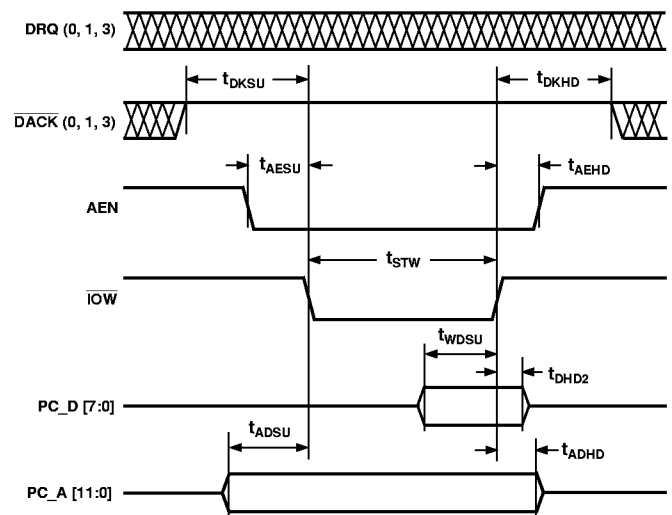 DRQ (0, 1, 3)
tDKSU
tDKHD
DACK (0, 1, 3)
tAESU
tAEHD
AEN
tSTW
IOW
tWDSU
tDHD2
PC_D [7:0]
tADSU
tADHD
PC_A [11:0]